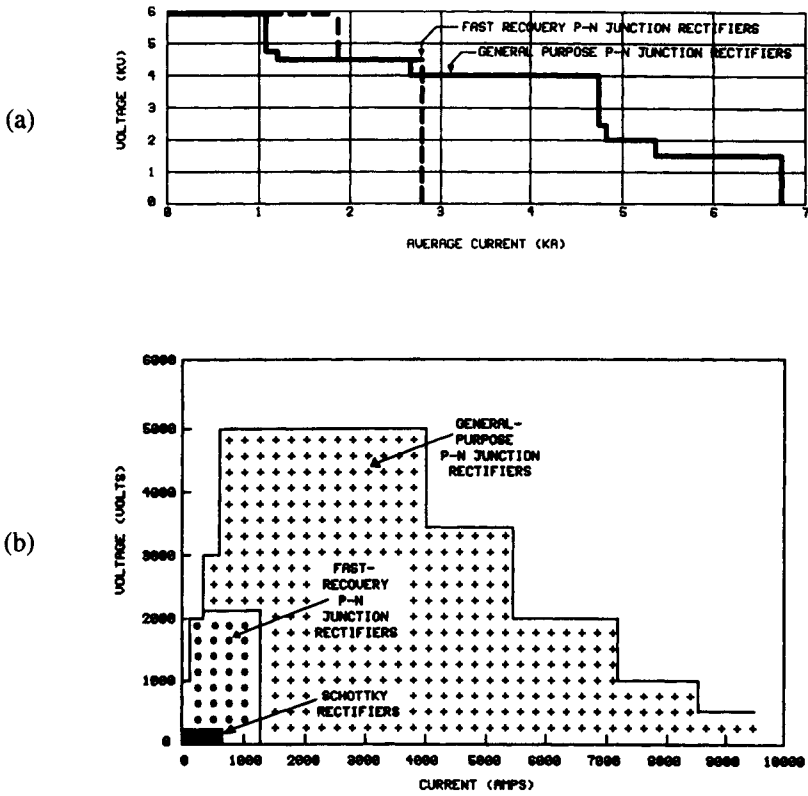 (a)
VOLTAGE (KV)
6
5
4
3
2
1
0
0 1 2 3 4 5 6 7
FAST RECOVERY P-N JUNCTION RECTIFIERS
GENERAL PURPOSE P-N JUNCTION RECTIFIERS
AVERAGE CURRENT (KA)
(b)
VOLTAGE (VOLTS)
6000
5000
4000
3000
2000
1000
0
GENERAL-
PURPOSE
P-N JUNCTION
RECTIFIERS
FAST-
RECOVERY
P-N
JUNCTION
RECTIFIERS
SCHOTTKY
RECTIFIERS
0 1000 2000 3000 4000 5000 6000 7000 8000 9000 10000
CURRENT (AMPS)